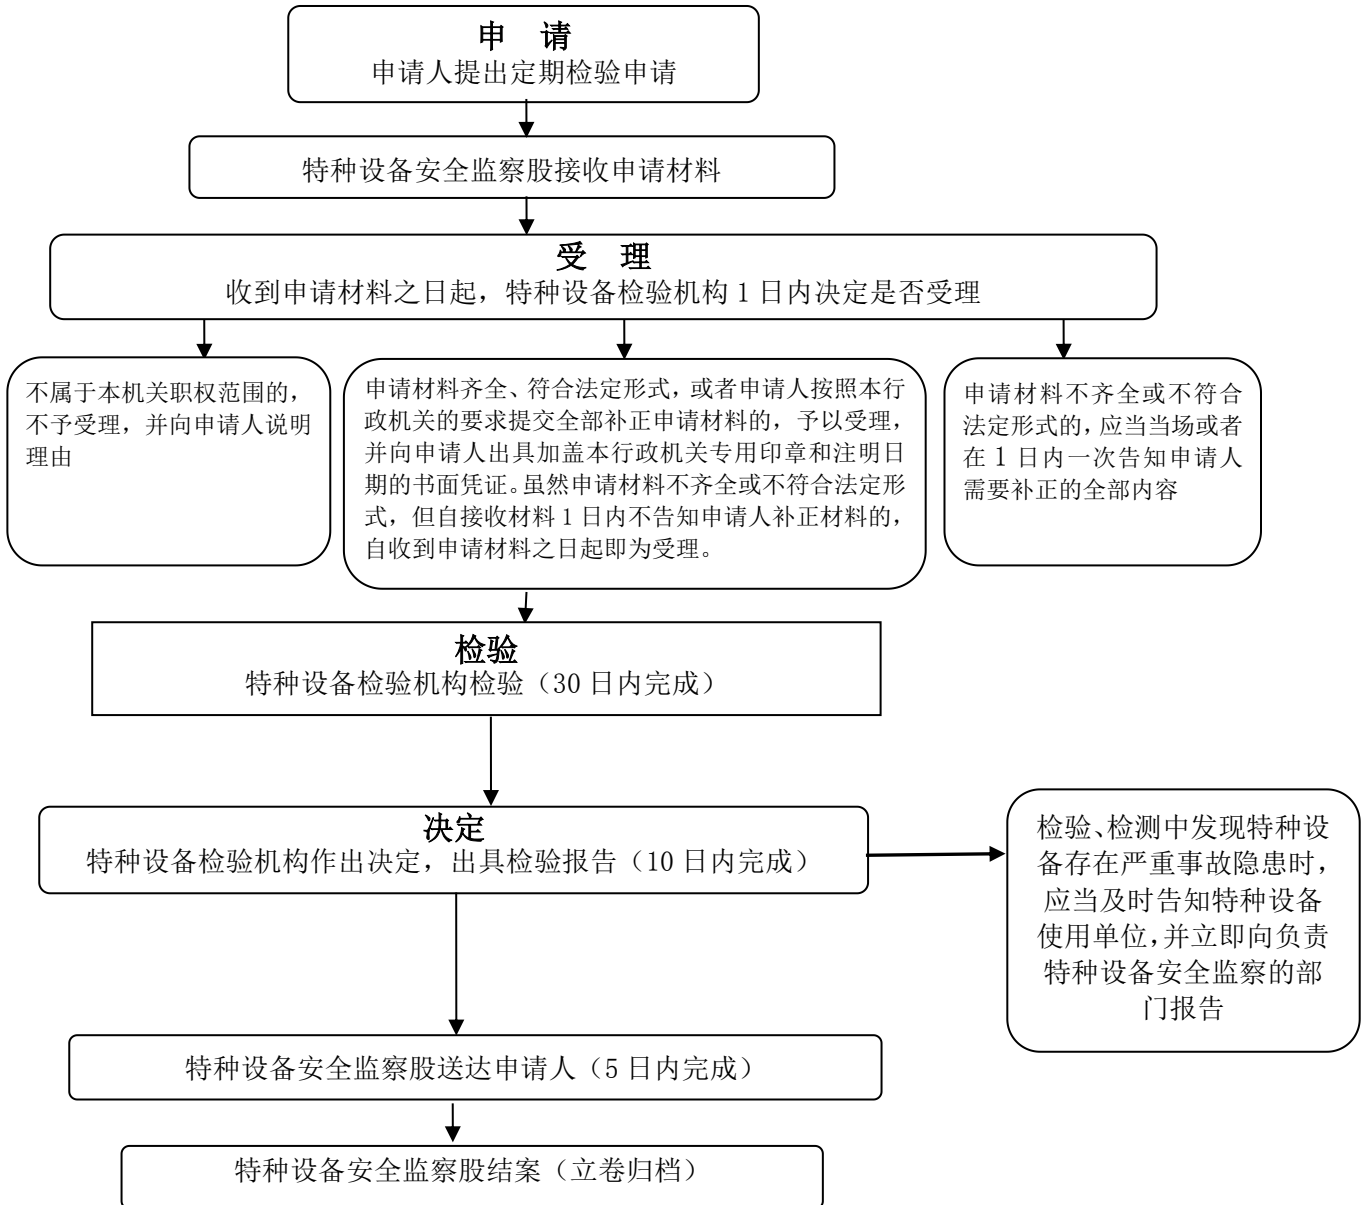 申 请
申请人提出定期检验申请
特种设备安全监察股接收申请材料
受 理
收到申请材料之日起，特种设备检验机构 1 日内决定是否受理
不属于本机关职权范围的，
不予受理，并向申请人说明
理由
申请材料齐全、符合法定形式，或者申请人按照本行
政机关的要求提交全部补正申请材料的，予以受理，
并向申请人出具加盖本行政机关专用印章和注明日
期的书面凭证。虽然申请材料不齐全或不符合法定形
式，但自接收材料 1 日内不告知申请人补正材料的，
自收到申请材料之日起即为受理。
申请材料不齐全或不符合
法定形式的，应当当场或者
在 1 日内一次告知申请人
需要补正的全部内容
检验
特种设备检验机构检验（30 日内完成）
决定
特种设备检验机构作出决定，出具检验报告（10 日内完成）
检验、检测中发现特种设
备存在严重事故隐患时，
应当及时告知特种设备
使用单位，并立即向负责
特种设备安全监察的部
门报告
特种设备安全监察股送达申请人（5 日内完成）
特种设备安全监察股结案（立卷归档）